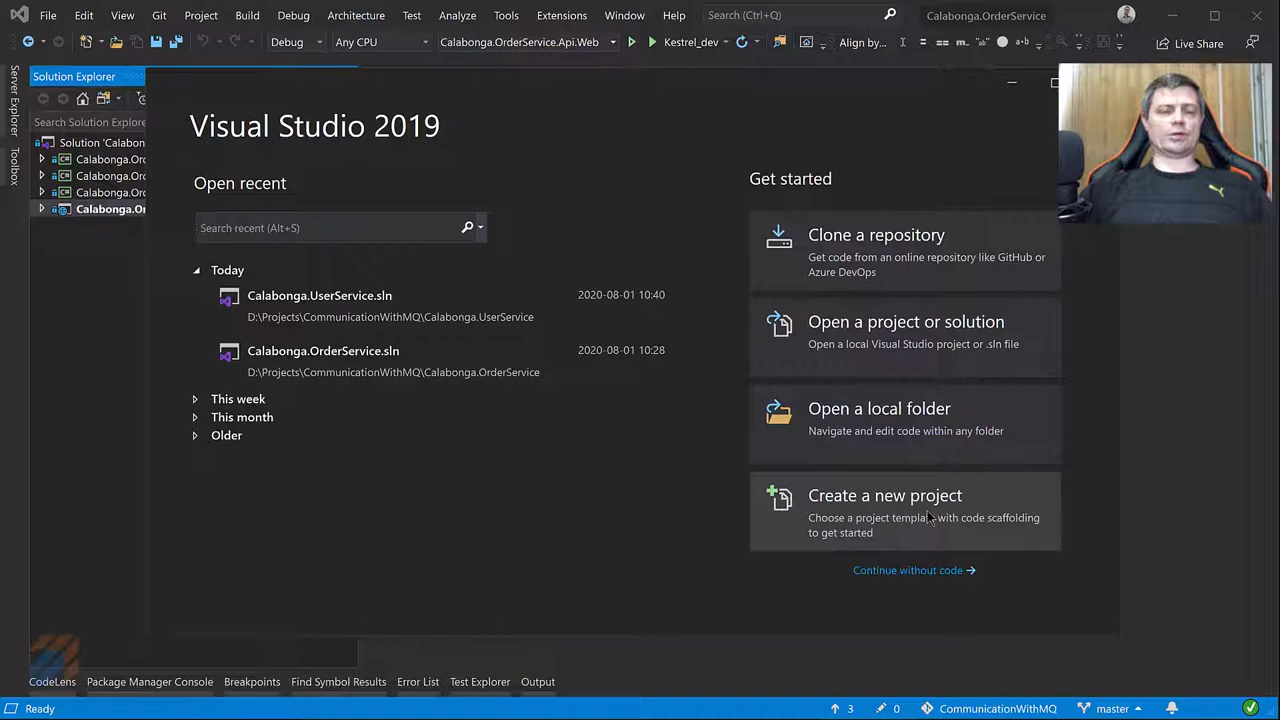 File Edit View Git Project Build Debug Architecture Test Analyze Tools Extensions Window Help Search (Ctrl+Q) Calabonga.OrderService
Debug Any CPU Calabonga.OrderService.Api.Web Kestrel_dev Align by... Live Share
Server Explorer
Toolbox
Solution Explorer
Search Solution Explore
Solution 'Calabon
Calabonga.Ord
Calabonga.Ord
Calabonga.Ord
Calabonga.Or
Visual Studio 2019
Open recent
Search recent (Alt+S)
Today
Calabonga.UserService.sln 2020-08-01 10:40
D:\Projects\CommunicationWithMQ\Calabonga.UserService
Calabonga.OrderService.sln 2020-08-01 10:28
D:\Projects\CommunicationWithMQ\Calabonga.OrderService
This week
This month
Older
Get started
Clone a repository
Get code from an online repository like GitHub or
Azure DevOps
Open a project or solution
Open a local Visual Studio project or .sln file
Open a local folder
Navigate and edit code within any folder
Create a new project
Choose a project template with code scaffolding
to get started
Continue without code
CodeLens Package Manager Console Breakpoints Find Symbol Results Error List Test Explorer Output
Ready 3 0 CommunicationWithMQ master